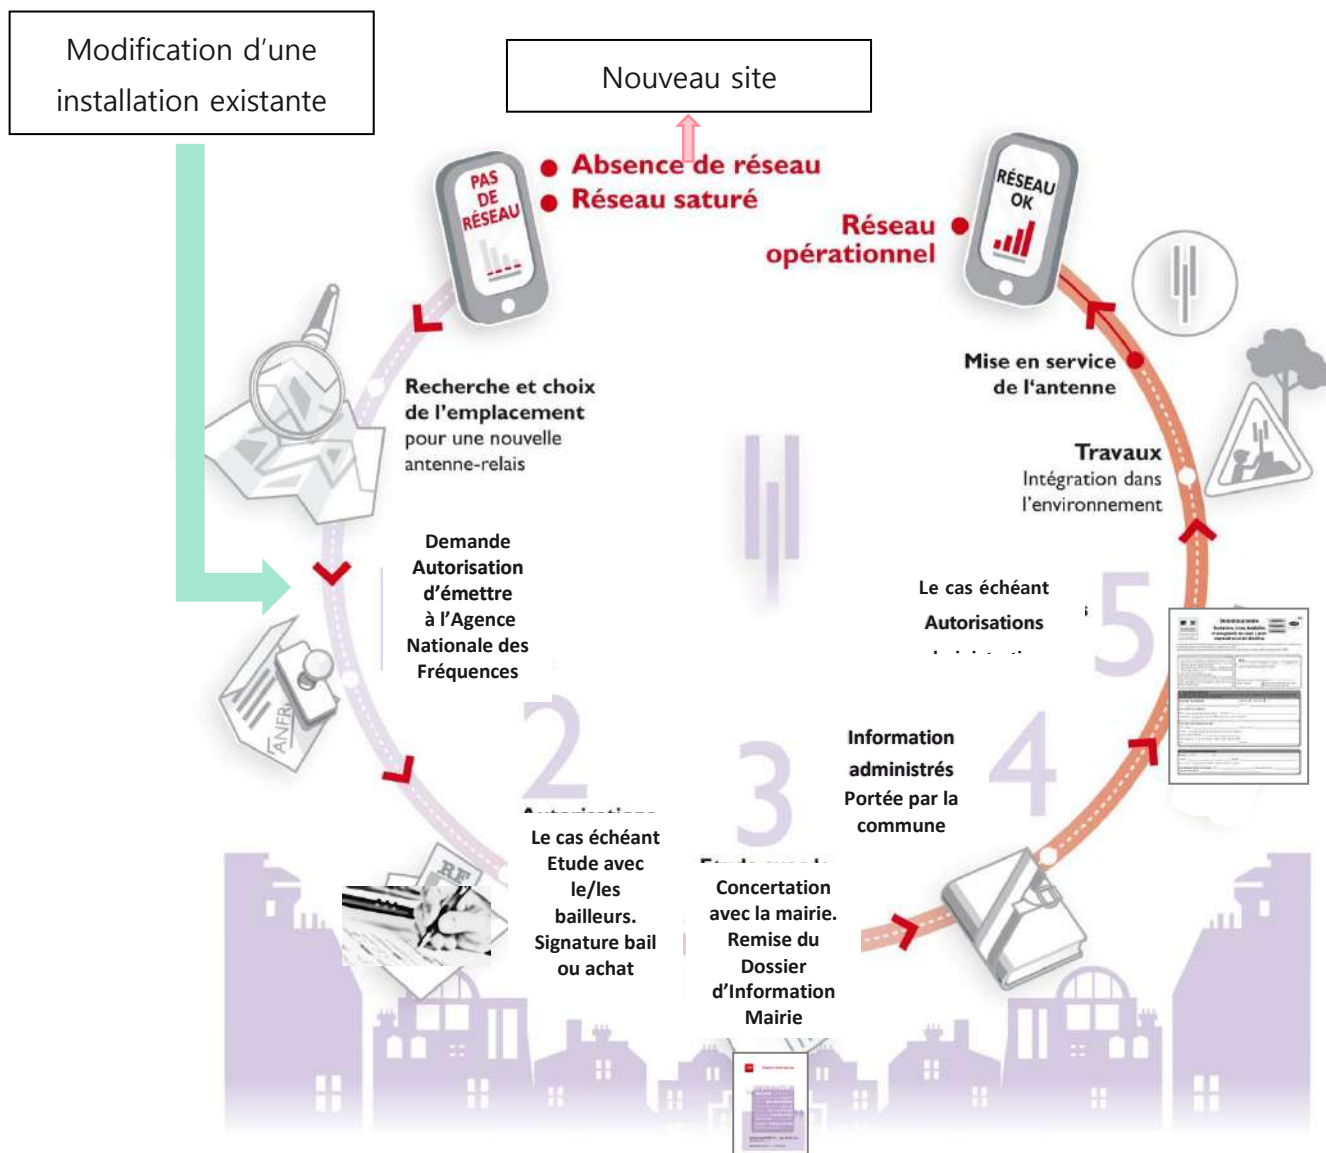 Modification d’une
installation existante
Nouveau site
PAS
DE
RÉSEAU
Absence de réseau
Réseau saturé
RÉSEAU
OK
Réseau
opérationnel
Recherche et choix
de l’emplacement
pour une nouvelle
antenne-relais
Mise en service
de l’antenne
Travaux
Intégration dans
l’environnement
Demande
Autorisation
d’émettre
à l’Agence
Nationale des
Fréquences
ANFR
Le cas échéant
Autorisations
5
2
3
4
Information
administrés
Portée par la
commune
RF
Le cas échéant
Etude avec
le/les
bailleurs.
Signature bail
ou achat
Concertation
avec la mairie.
Remise du
Dossier
d’Information
Mairie